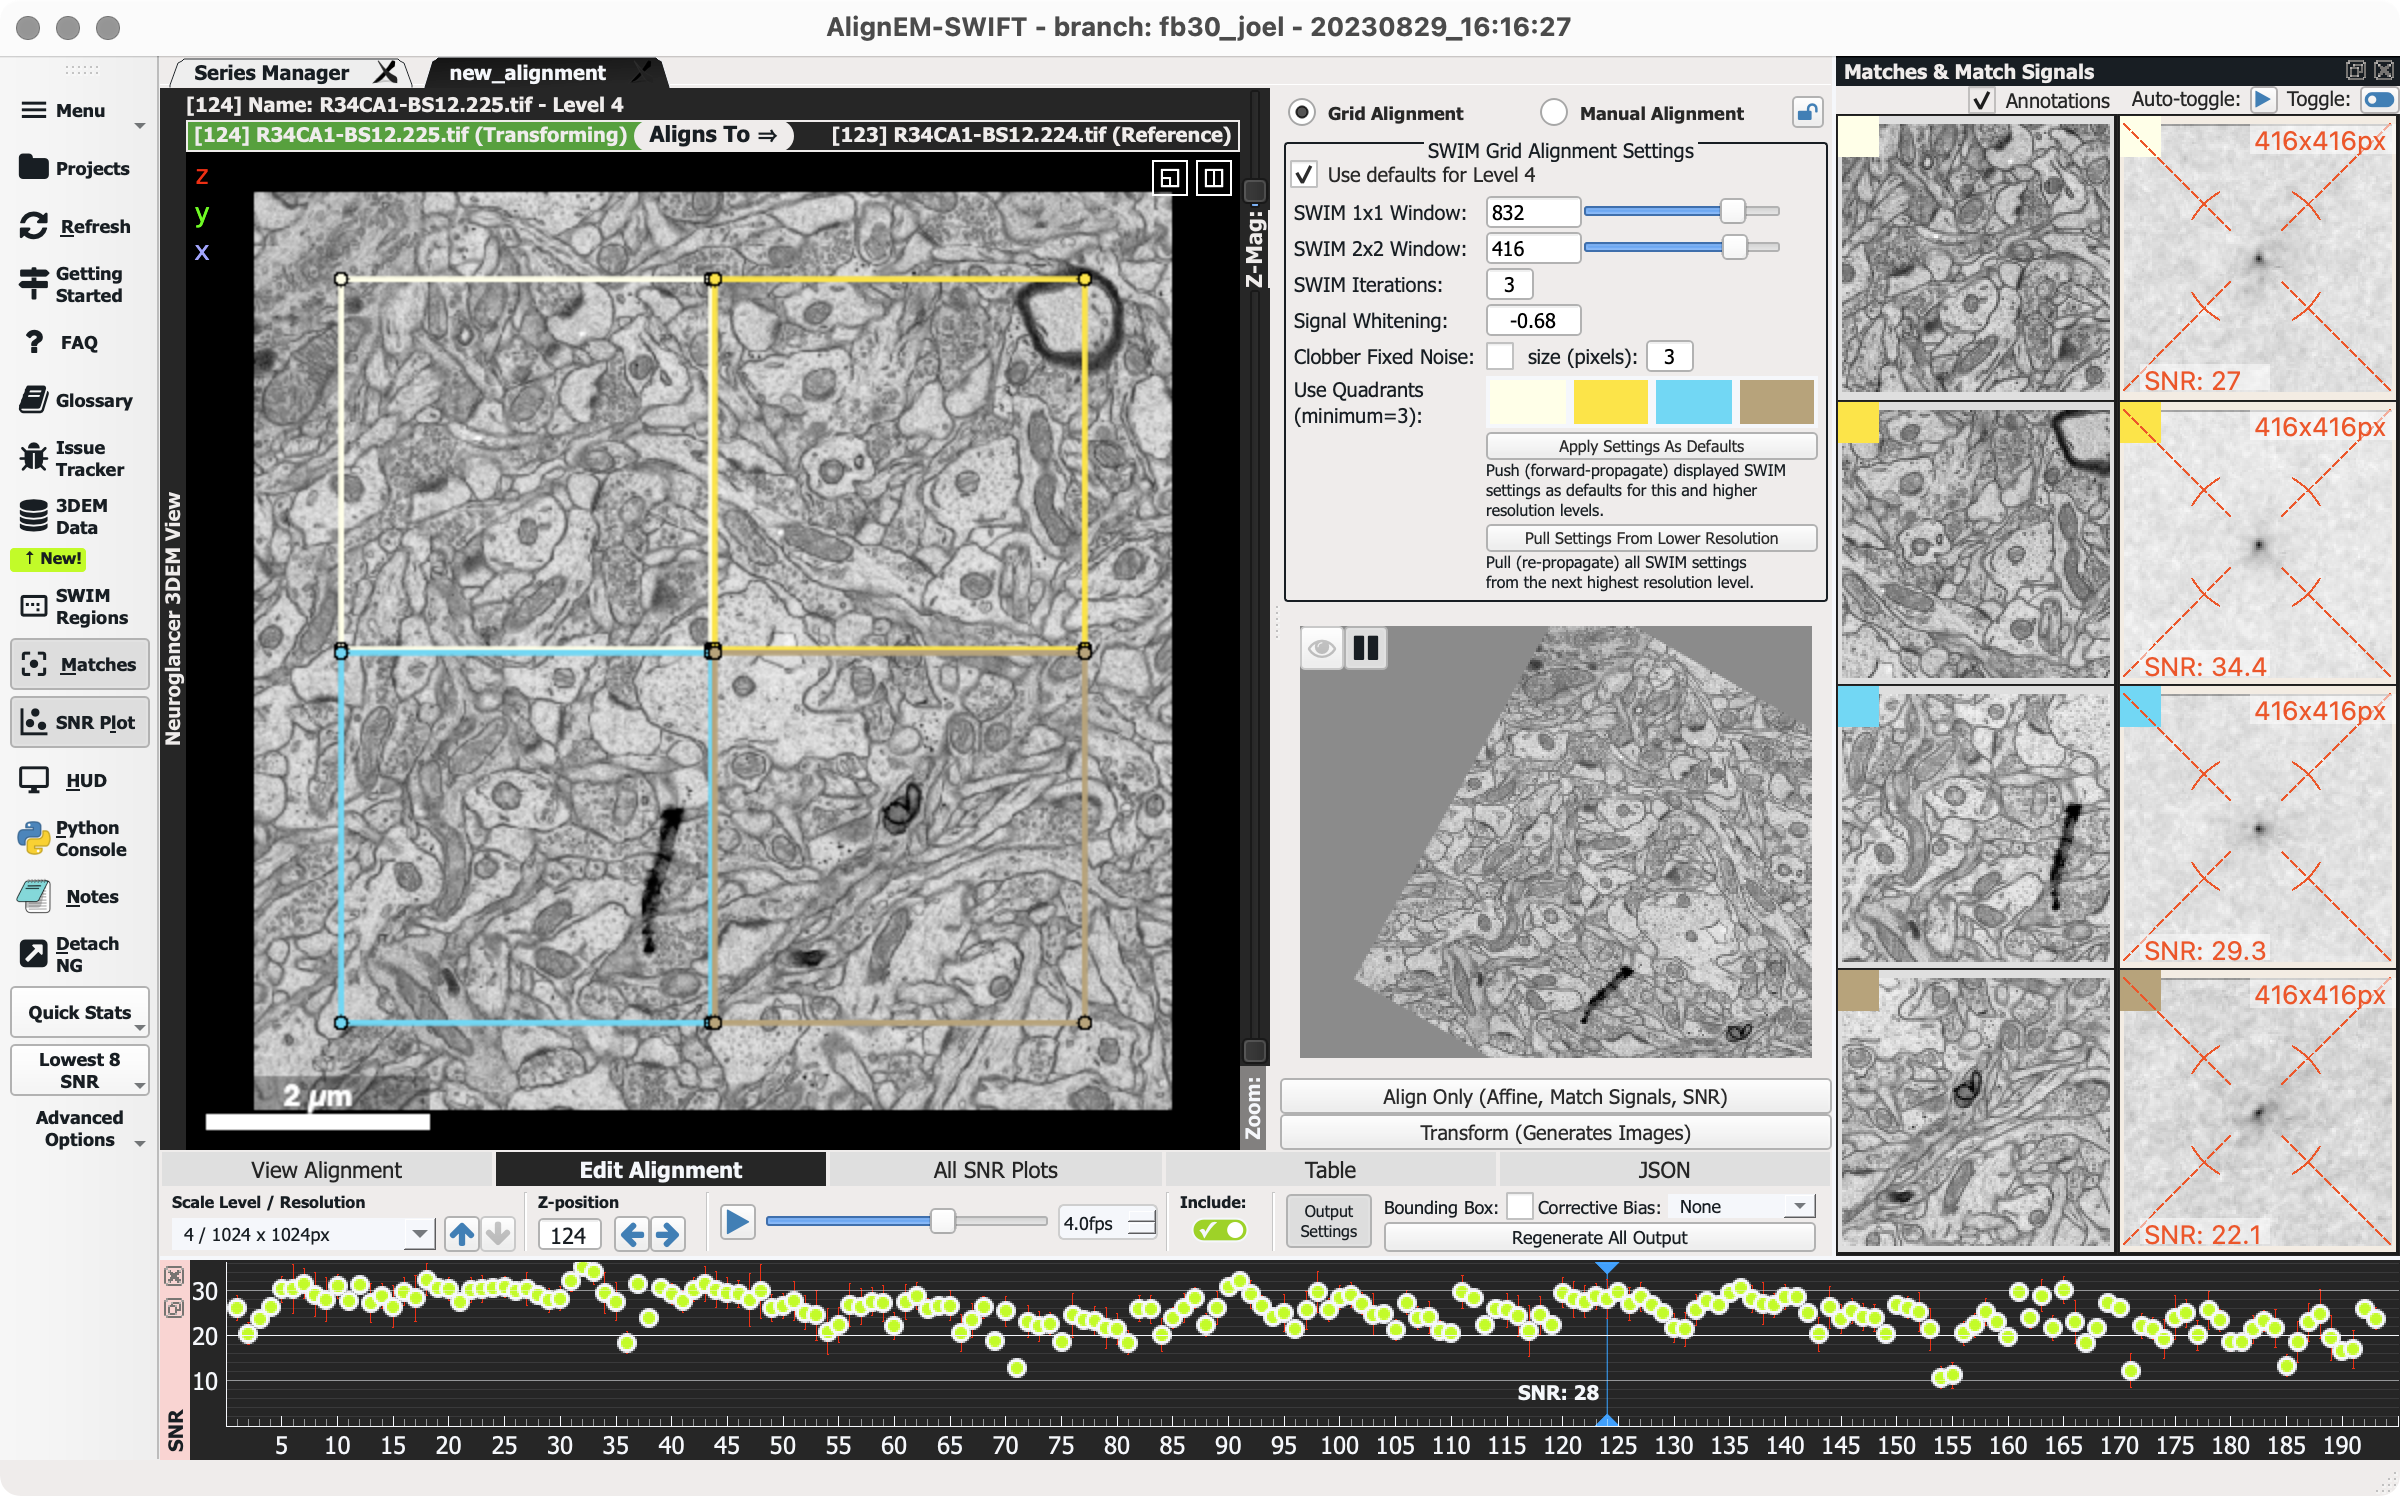 AlignEM-SWIFT - branch: fb30_joel - 20230829_16:16:27
Menu
Projects
Refresh
Getting
Started
FAQ
Glossary
Issue
Tracker
3DEM
Data
↑ New!
SWIM
Regions
Matches
SNR Plot
HUD
Python
Console
Notes
Detach
NG
Quick Stats
Lowest 8
SNR
Advanced
Options
Series Manager
new_alignment
[124] Name: R34CA1-BS12.225.tif - Level 4
[124] R34CA1-BS12.225.tif (Transforming) Aligns To ⇒ [123] R34CA1-BS12.224.tif (Reference)
Neuroglancer 3DEM View
z
y
x
2 µm
Z-Mag:
Zoom:
Grid Alignment
Manual Alignment
SWIM Grid Alignment Settings
Use defaults for Level 4
SWIM 1x1 Window: 832
SWIM 2x2 Window: 416
SWIM Iterations: 3
Signal Whitening: -0.68
Clobber Fixed Noise: size (pixels): 3
Use Quadrants
(minimum=3):
Apply Settings As Defaults
Push (forward-propagate) displayed SWIM
settings as defaults for this and higher
resolution levels.
Pull Settings From Lower Resolution
Pull (re-propagate) all SWIM settings
from the next highest resolution level.
Align Only (Affine, Match Signals, SNR)
Transform (Generates Images)
Matches & Match Signals
Annotations Auto-toggle: Toggle:
416x416px
SNR: 27
416x416px
SNR: 34.4
416x416px
SNR: 29.3
416x416px
SNR: 22.1
View Alignment
Edit Alignment
All SNR Plots
Table
JSON
Scale Level / Resolution
4 / 1024 x 1024px
Z-position
124
4.0fps
Include:
Output
Settings
Bounding Box: Corrective Bias: None
Regenerate All Output
SNR
30
20
10
SNR: 28
5 10 15 20 25 30 35 40 45 50 55 60 65 70 75 80 85 90 95 100 105 110 115 120 125 130 135 140 145 150 155 160 165 170 175 180 185 190